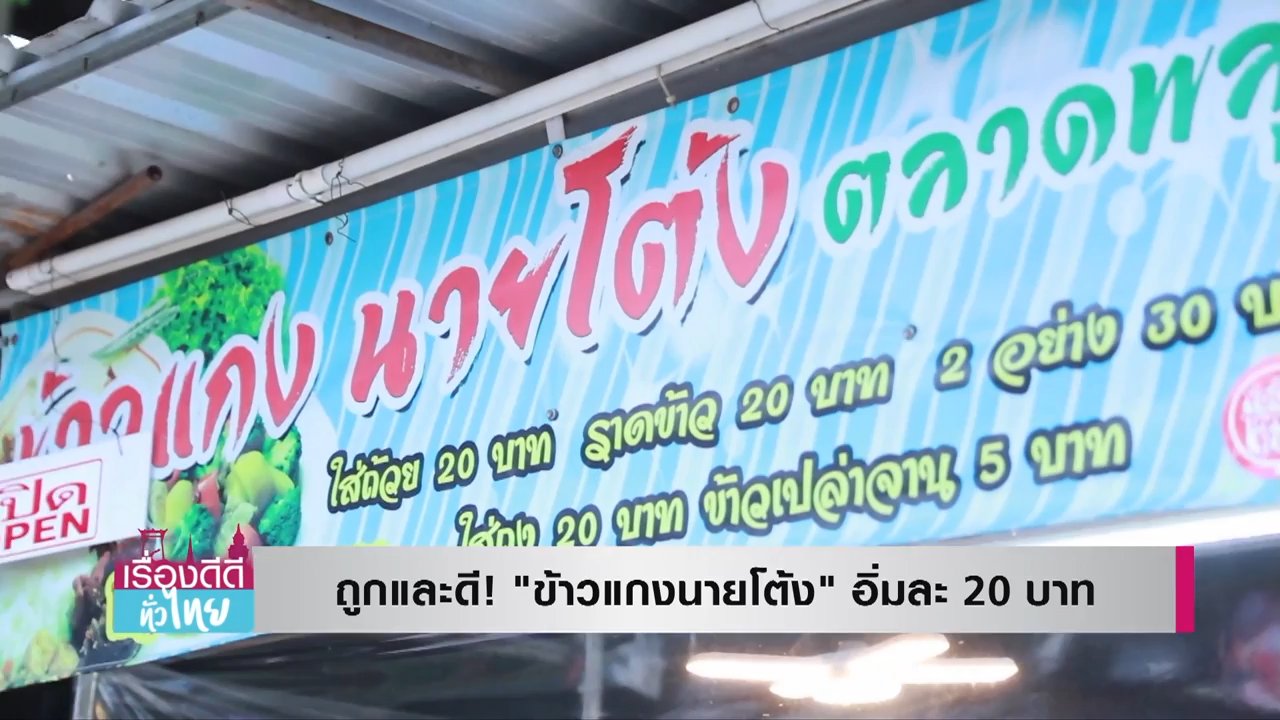 ข้าวแกง นายโต้ง ตลาดพลู
ใส่ถ้วย 20 บาท ราดข้าว 20 บาท 2 อย่าง 30
ใส่ถุง 20 บาท ข้าวเปล่าจาน 5 บาท
เปิด
OPEN
เรื่องดีดี
ทั่วไทย
ถูกและดี! "ข้าวแกงนายโต้ง" อิ่มละ 20 บาท